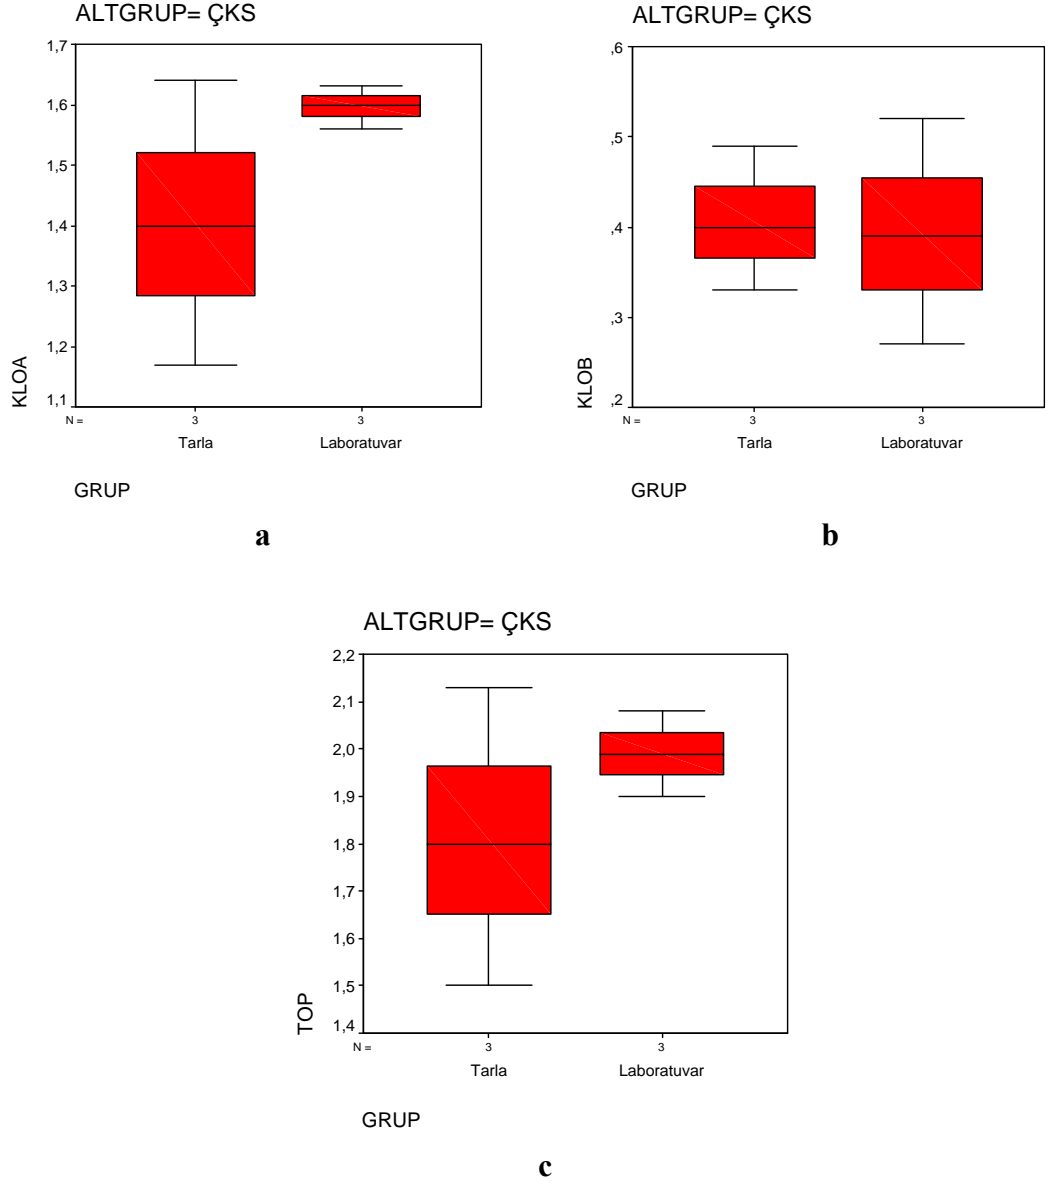 ALTGRUP= ÇKS
KLOA
1,7
1,6
1,5
1,4
1,3
1,2
1,1
N =
3
3
Tarla
Laboratuvar
GRUP
a
ALTGRUP= ÇKS
KLOB
,6
,5
,4
,3
,2
N =
3
3
Tarla
Laboratuvar
GRUP
b
ALTGRUP= ÇKS
TOP
2,2
2,1
2,0
1,9
1,8
1,7
1,6
1,5
1,4
N =
3
3
Tarla
Laboratuvar
GRUP
c